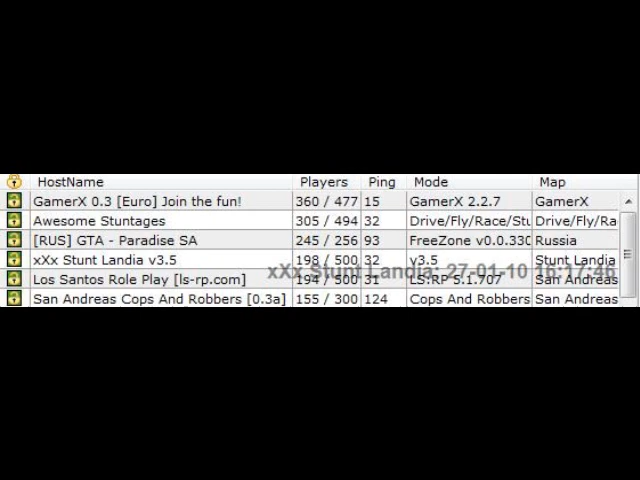 HostName Players Ping Mode Map
GamerX 0.3 [Euro] Join the fun! 360 / 477 15 GamerX 2.2.7 GamerX
Awesome Stuntages 305 / 494 32 Drive/Fly/Race/Stu Drive/Fly/Ra
[RUS] GTA - Paradise SA 245 / 256 93 FreeZone v0.0.330 Russia
xXx Stunt Landia v3.5 198 / 500 32 v3.5 Stunt Landia
xXx Stunt Landia: 27-01-10 16:17:46
Los Santos Role Play [ls-rp.com] 194 / 500 31 LS:RP 5.1.707 San Andreas
San Andreas Cops And Robbers [0.3a] 155 / 300 124 Cops And Robbers San Andreas